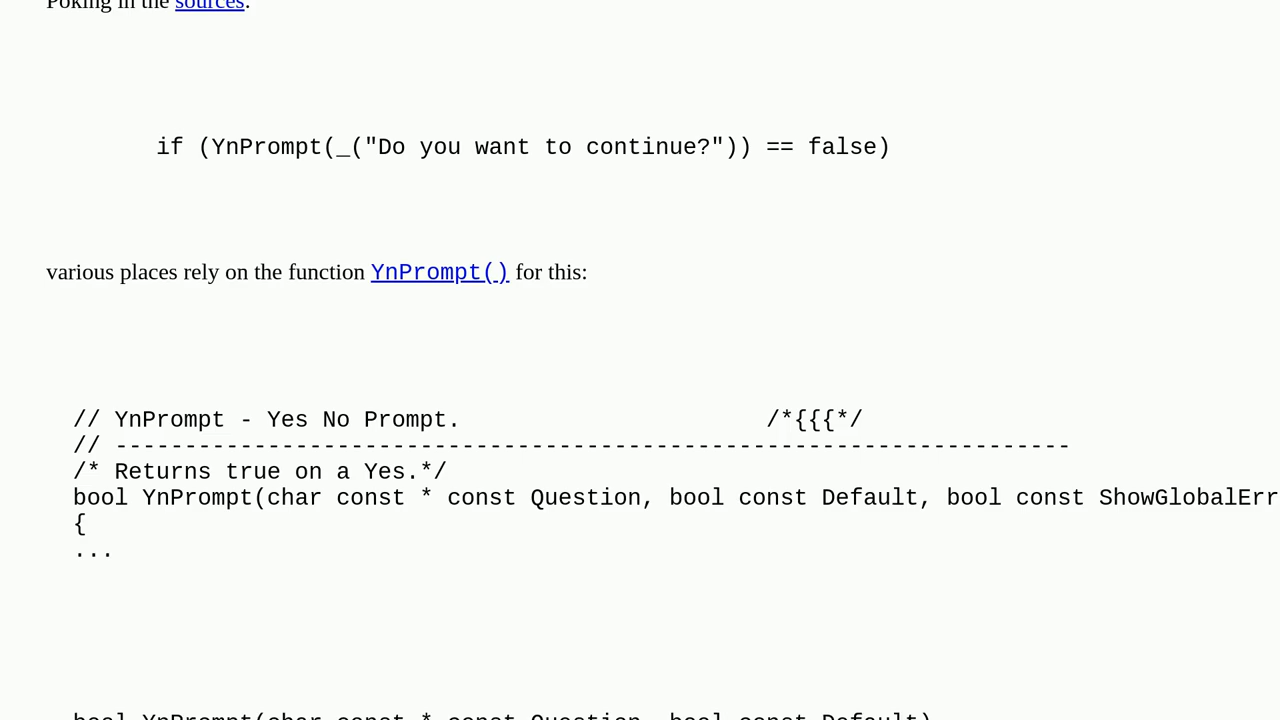 Poking in the sources:
if (YnPrompt(_("Do you want to continue?")) == false)
various places rely on the function YnPrompt() for this:
// YnPrompt - Yes No Prompt.                      /*{{{*/
// ---------------------------------------------------------------------
/* Returns true on a Yes.*/
bool YnPrompt(char const * const Question, bool const Default, bool const ShowGlobalErr
{
...
bool YnPrompt(char const * const Question, bool const Default)